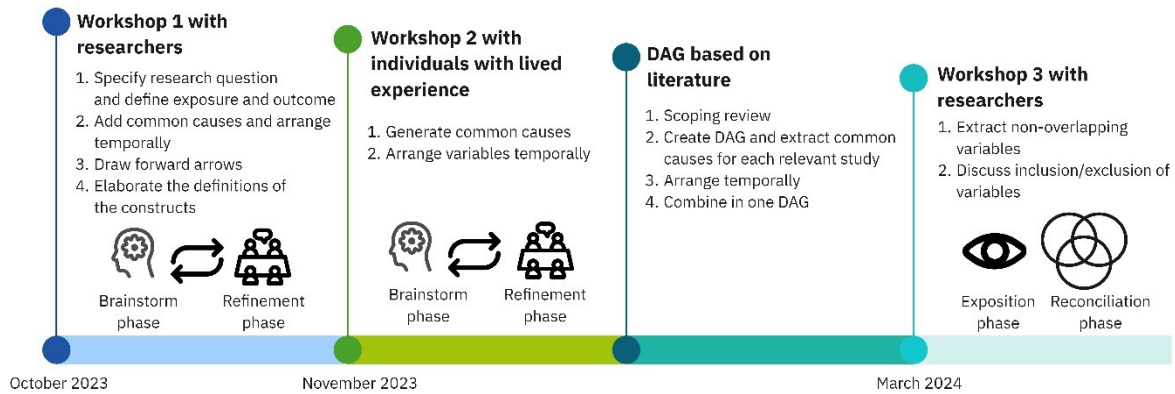 Workshop 1 with
researchers
1. Specify research question
and define exposure and outcome
2. Add common causes and arrange
temporally
3. Draw forward arrows
4. Elaborate the definitions of
the constructs
Brainstorm
phase
Refinement
phase
Workshop 2 with
individuals with lived
experience
1. Generate common causes
2. Arrange variables temporally
Brainstorm
phase
Refinement
phase
DAG based on
literature
1. Scoping review
2. Create DAG and extract common
causes for each relevant study
3. Arrange temporally
4. Combine in one DAG
Workshop 3 with
researchers
1. Extract non-overlapping
variables
2. Discuss inclusion/exclusion of
variables
Exposition
phase
Reconciliation
phase
October 2023
November 2023
March 2024